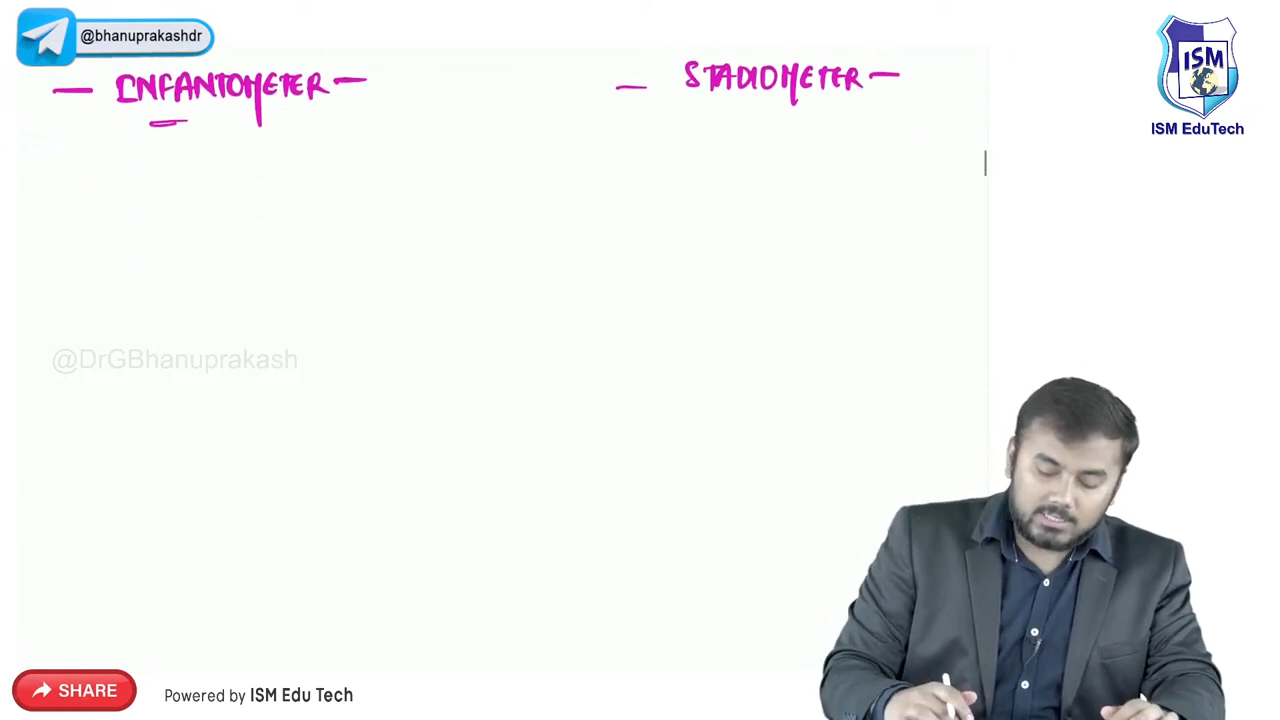 @bhanuprakashdr
— INFANTOMETER —
— STADIOMETER —
ISM
ISM EduTech
@DrGBhanuprakash
SHARE
Powered by ISM Edu Tech